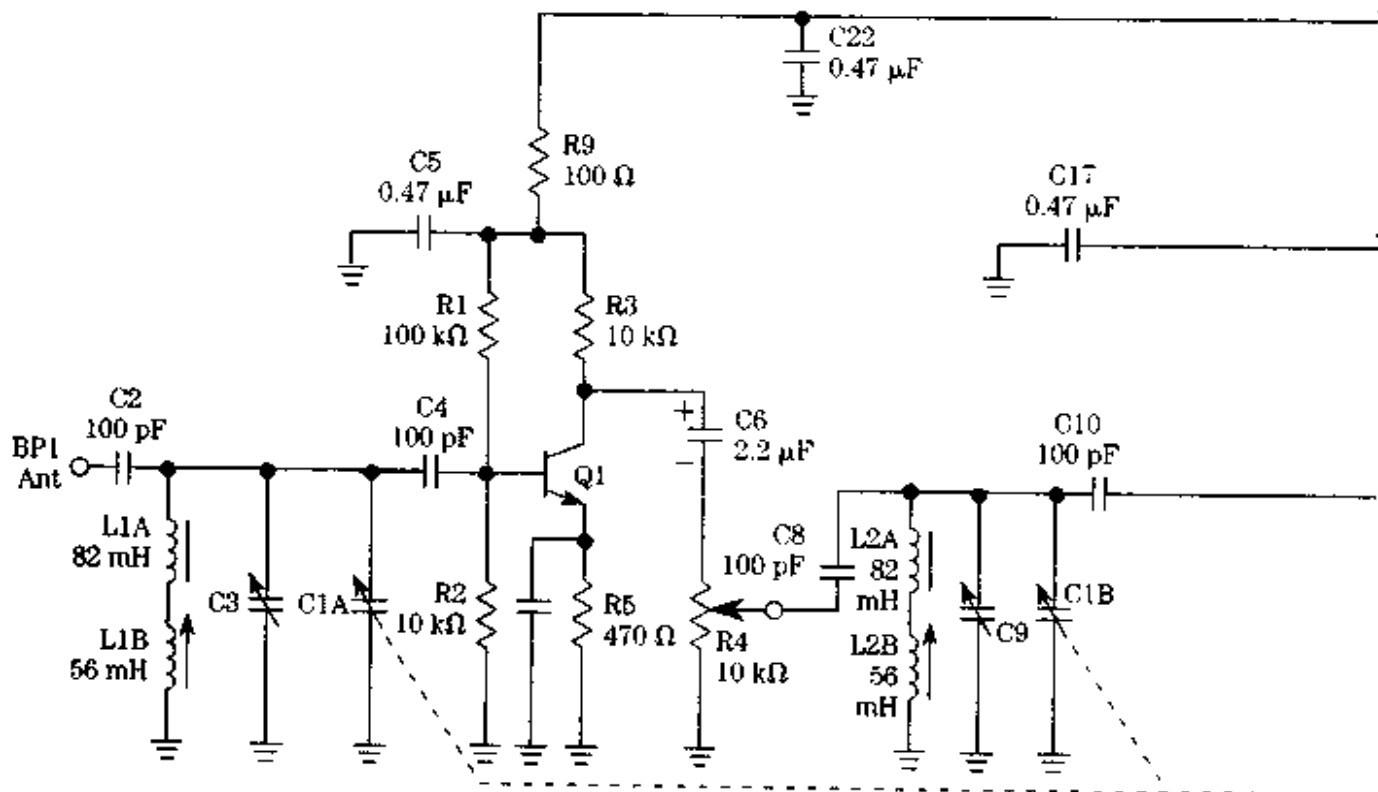 C22
0.47 μF
R9
100 Ω
C5
0.47 μF
C17
0.47 μF
R1
100 kΩ
R3
10 kΩ
C2
100 pF
BP1
Ant
C4
100 pF
Q1
+
C6
2.2 μF
−
C10
100 pF
L1A
82 mH
L1B
56 mH
C3
C1A
R2
10 kΩ
R5
470 Ω
C8
100 pF
R4
10 kΩ
L2A
82
mH
L2B
56
mH
C9
C1B